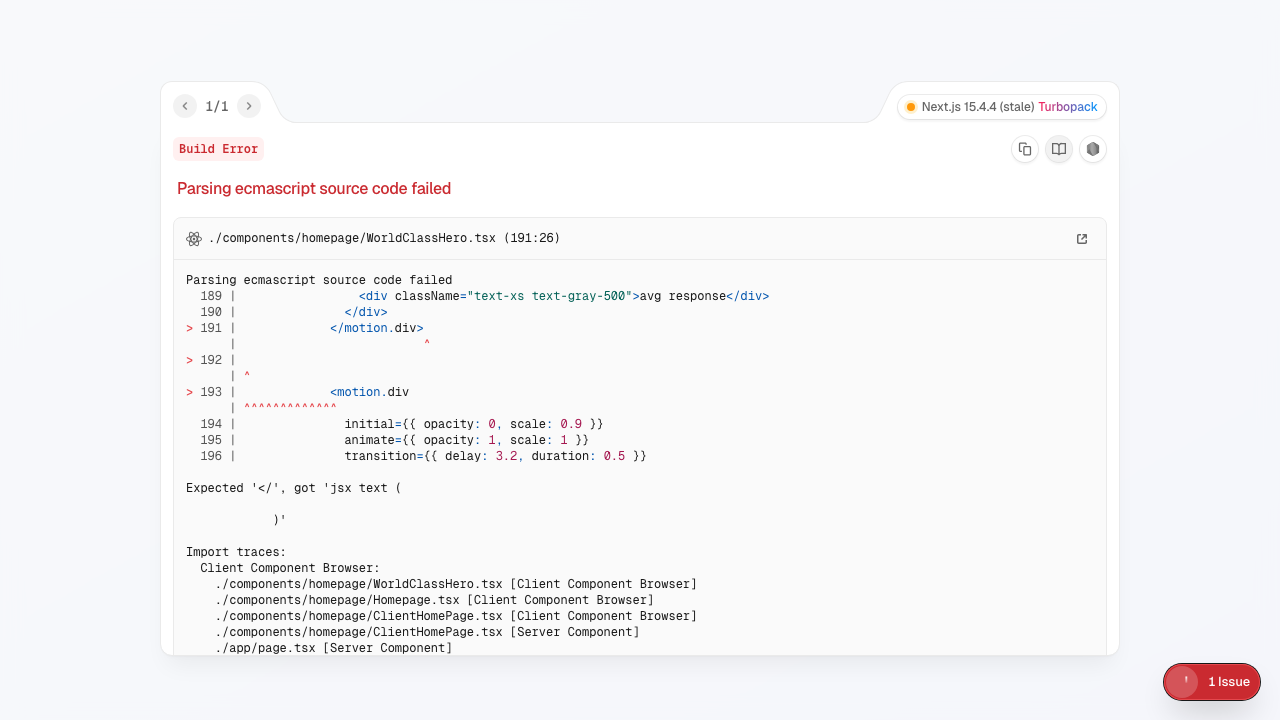 1/1
Next.js 15.4.4 (stale) Turbopack
Build Error
Parsing ecmascript source code failed
./components/homepage/WorldClassHero.tsx (191:26)
Parsing ecmascript source code failed
  189 |                 <div className="text-xs text-gray-500">avg response</div>
  190 |               </div>
> 191 |             </motion.div>
      |                          ^
> 192 |
      | ^
> 193 |             <motion.div
      | ^^^^^^^^^^^^^
  194 |               initial={{ opacity: 0, scale: 0.9 }}
  195 |               animate={{ opacity: 1, scale: 1 }}
  196 |               transition={{ delay: 3.2, duration: 0.5 }}
Expected '</', got 'jsx text (
            )'
Import traces:
  Client Component Browser:
    ./components/homepage/WorldClassHero.tsx [Client Component Browser]
    ./components/homepage/Homepage.tsx [Client Component Browser]
    ./components/homepage/ClientHomePage.tsx [Client Component Browser]
    ./components/homepage/ClientHomePage.tsx [Server Component]
    ./app/page.tsx [Server Component]
1 Issue